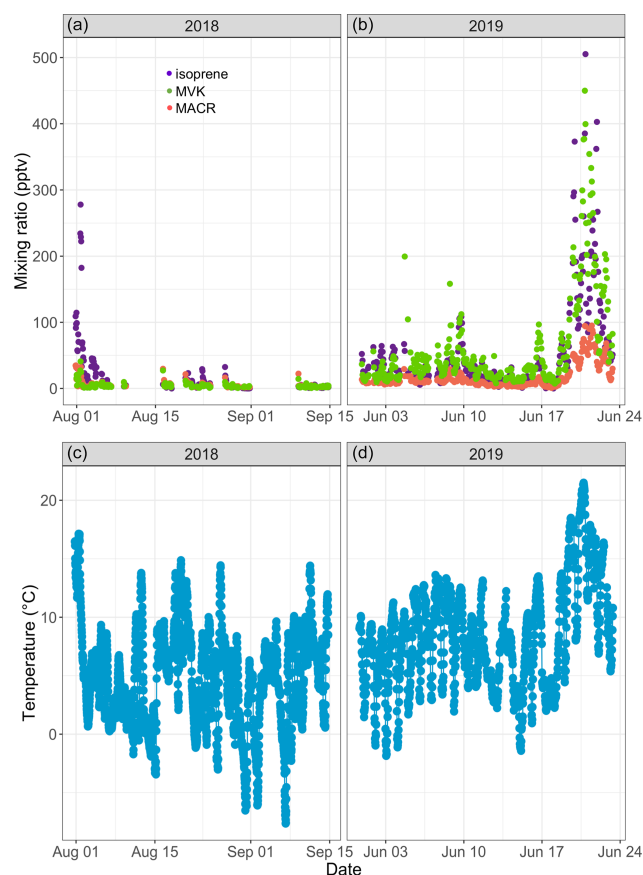 (a) 2018 (b) 2019
isoprene
MVK
MACR
Mixing ratio (pptv)
500
400
300
200
100
0
Aug 01 Aug 15 Sep 01 Sep 15 Jun 03 Jun 10 Jun 17 Jun 24
(c) 2018 (d) 2019
Temperature (°C)
20
10
0
Aug 01 Aug 15 Sep 01 Sep 15 Jun 03 Jun 10 Jun 17 Jun 24
Date